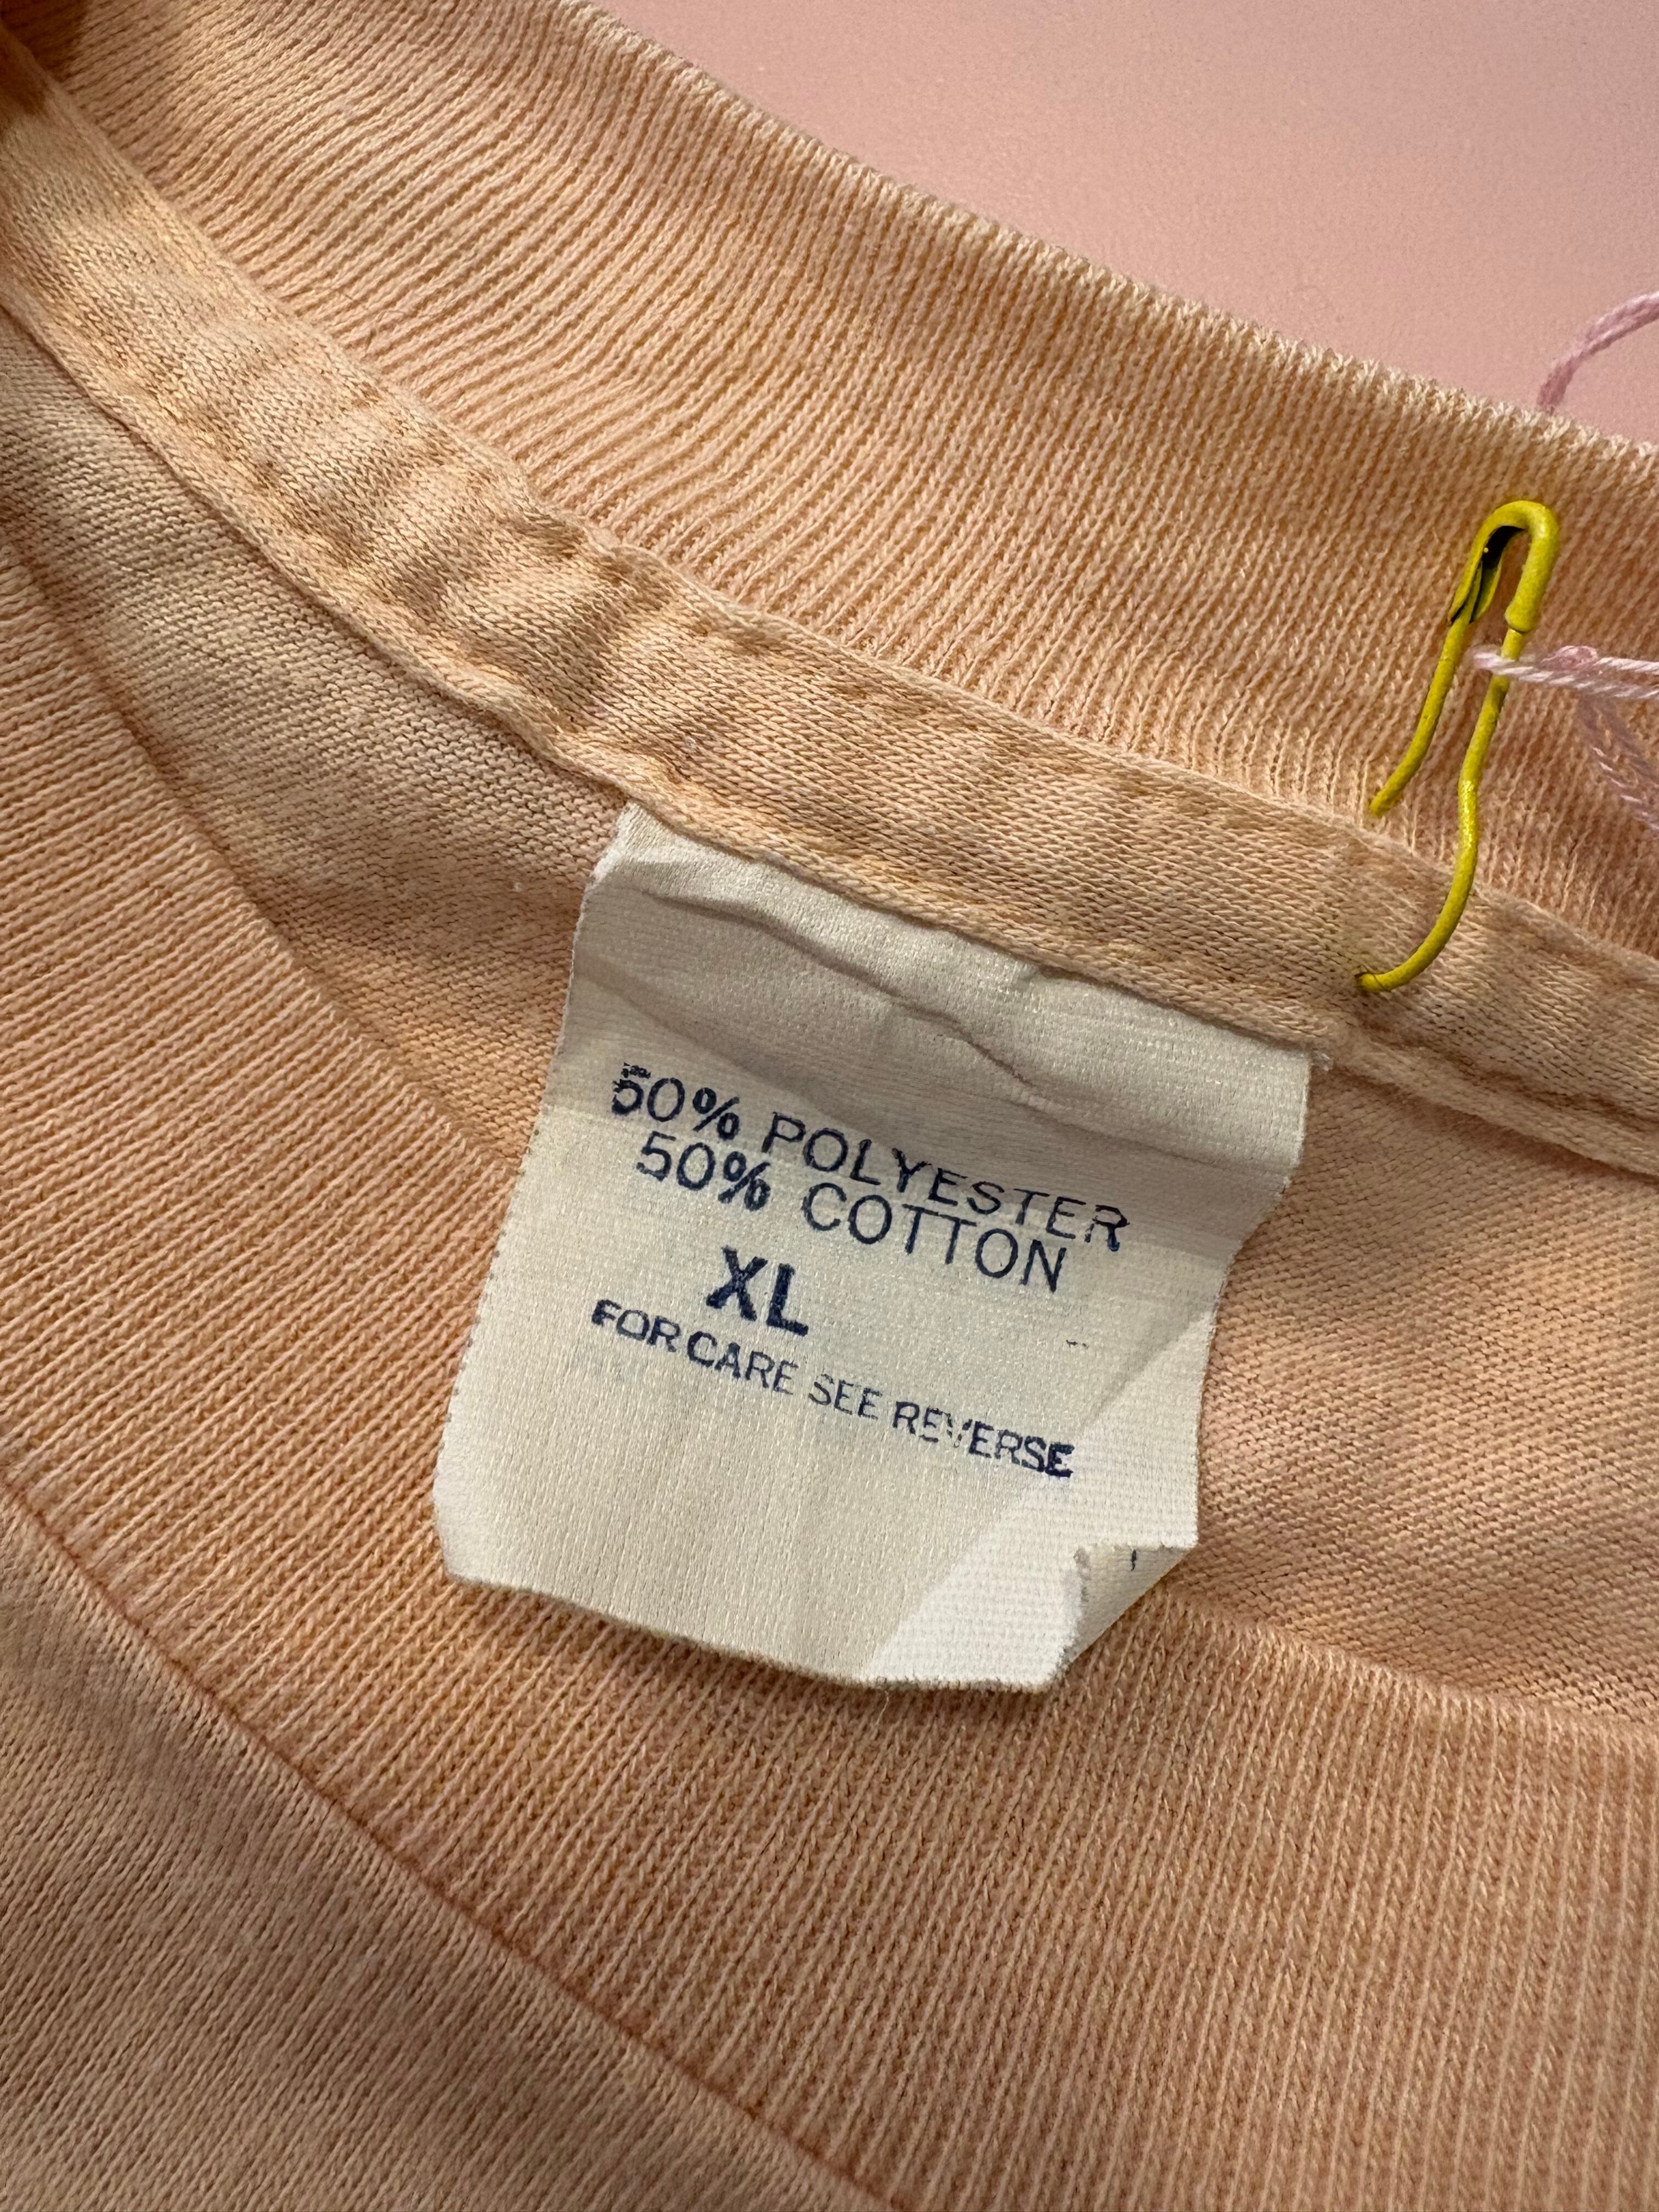 50% POLYESTER
50% COTTON
XL
FOR CARE SEE REVERSE